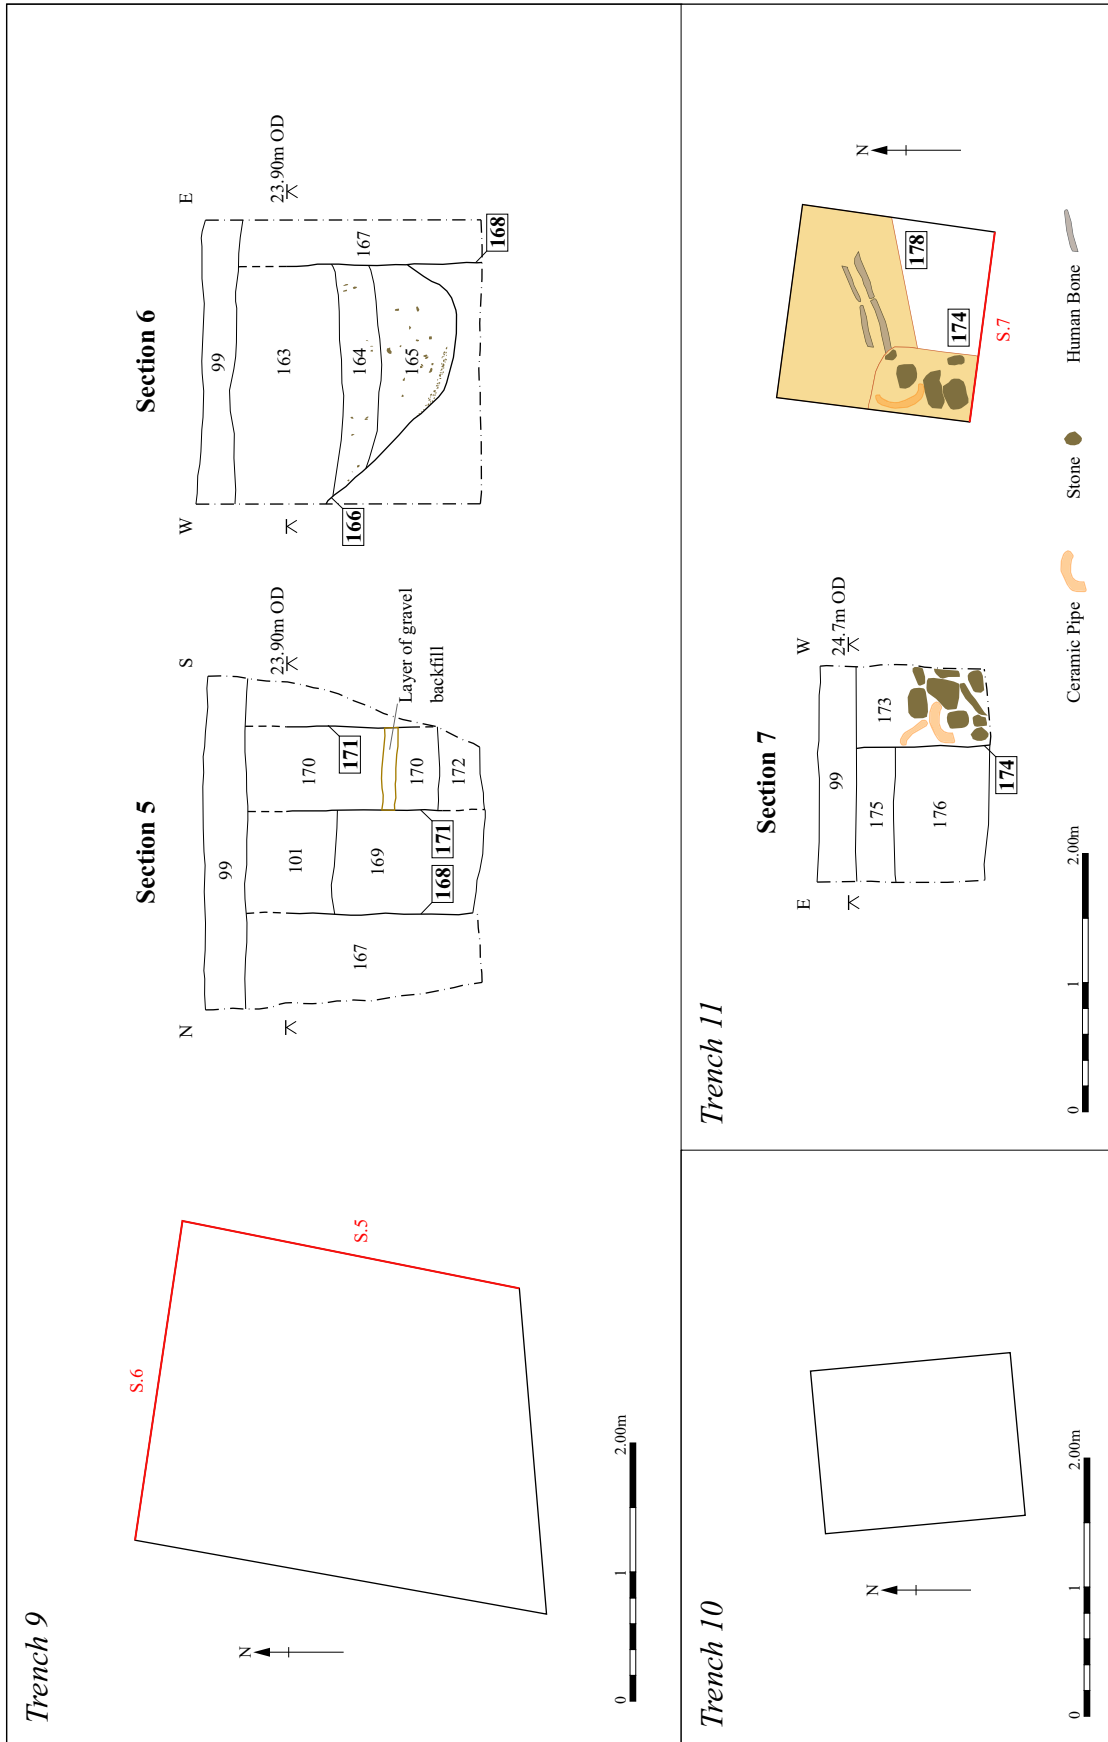 Trench 9
N
S.6
S.5
0 1 2.00m
Section 5
N S
99
101
170
167
169
170
172
171
168 171
23.90m OD
Layer of gravel
backfill
Section 6
W E
99
163
164
165
167
166
168
23.90m OD
Trench 10
N
0 1 2.00m
Trench 11
Section 7
E W
99
175
173
176
174
24.7m OD
0 1 2.00m
N
178
174
S.7
Ceramic Pipe
Stone
Human Bone